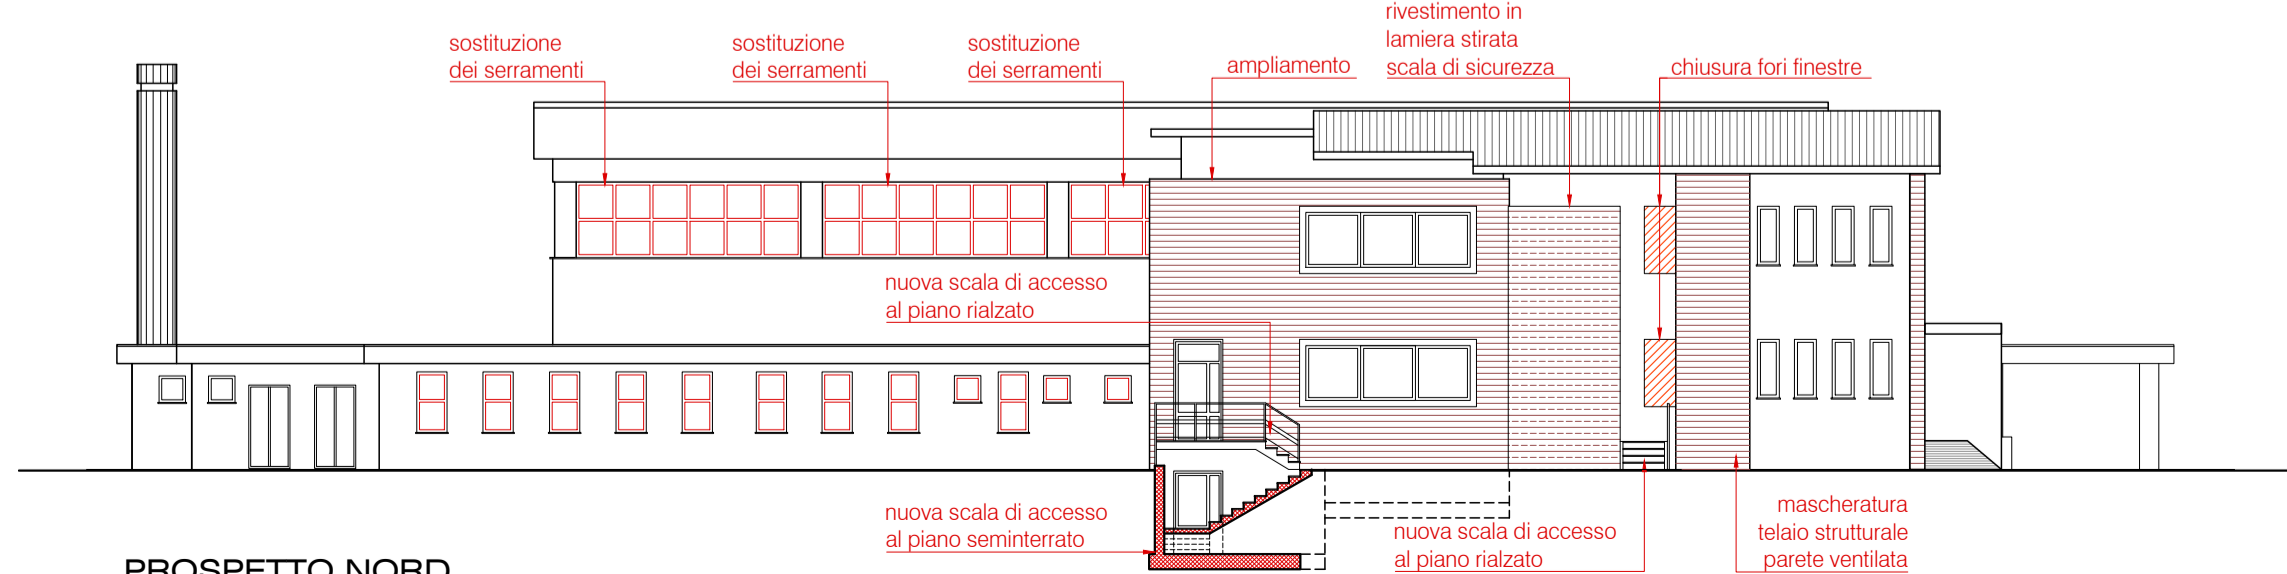 sostituzione
dei serramenti
sostituzione
dei serramenti
sostituzione
dei serramenti
ampliamento
rivestimento in
lamiera stirata
scala di sicurezza
chiusura fori finestre
nuova scala di accesso
al piano rialzato
nuova scala di accesso
al piano seminterrato
nuova scala di accesso
al piano rialzato
mascheratura
telaio strutturale
parete ventilata
PROSPETTO NORD